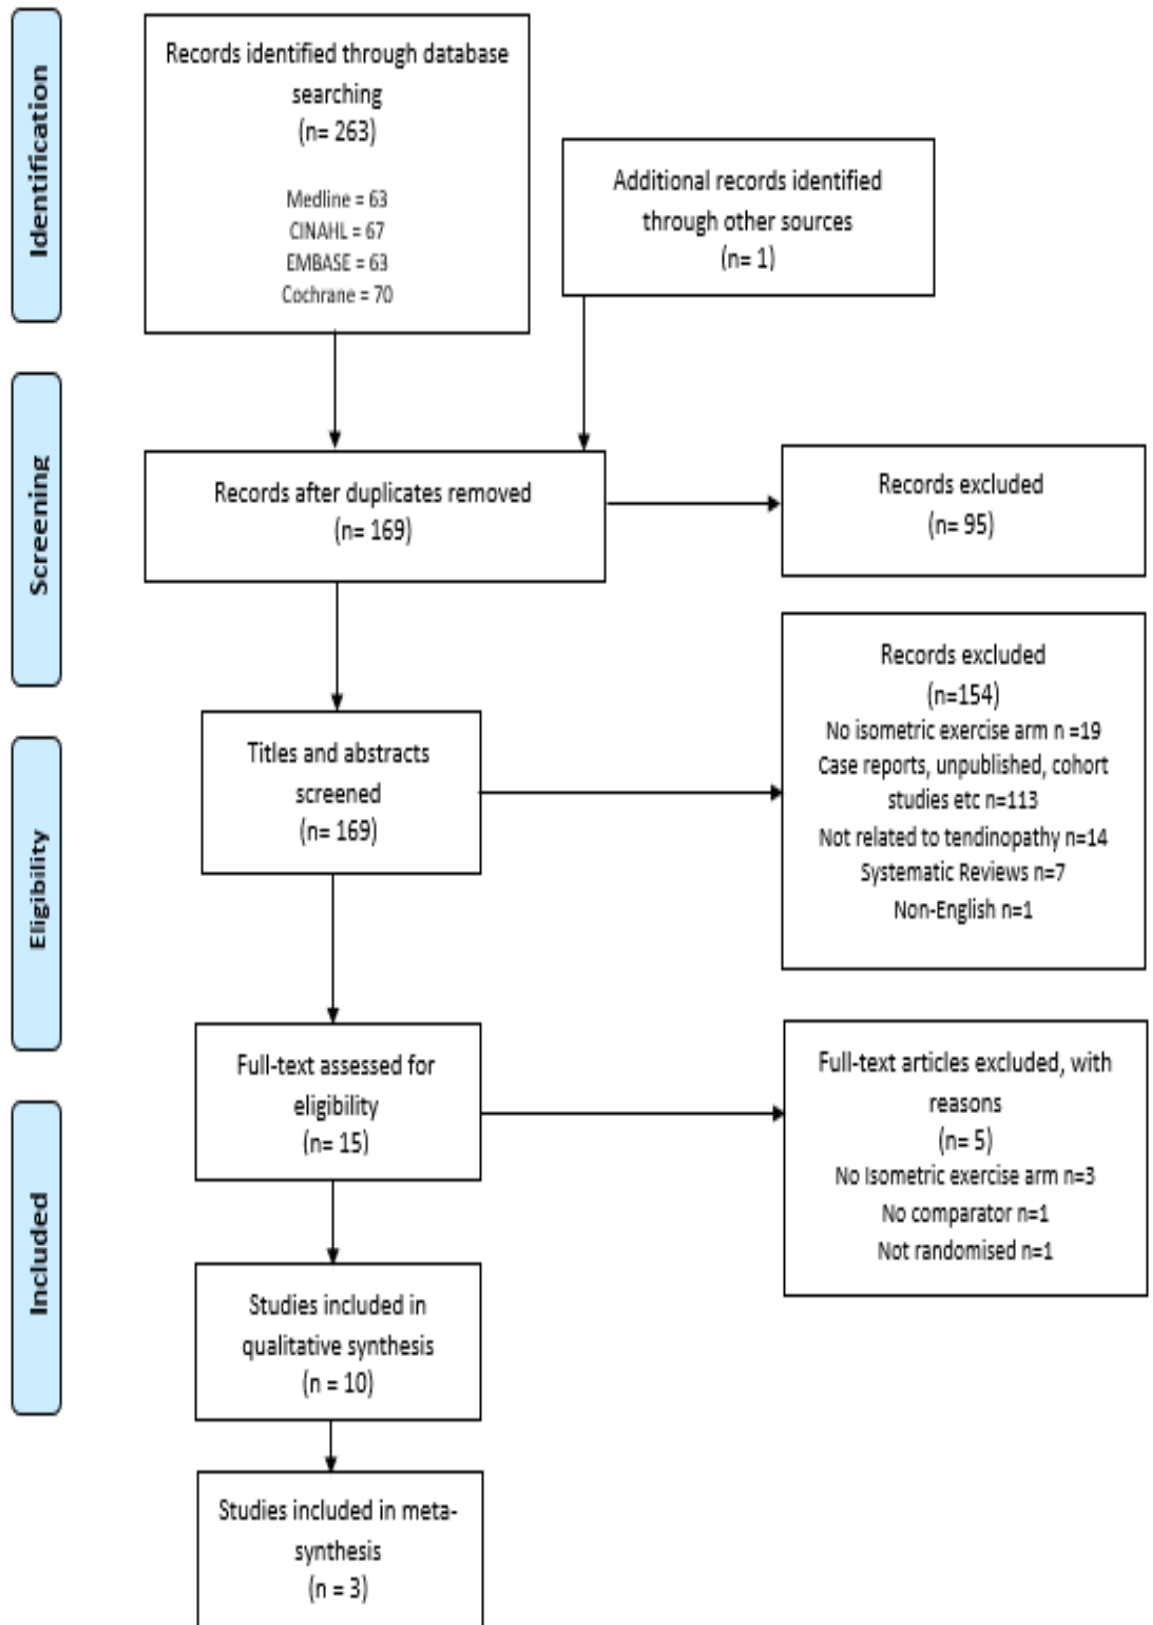 Identification
Records identified through database
searching
(n= 263)
Medline = 63
CINAHL = 67
EMBASE = 63
Cochrane = 70
Additional records identified
through other sources
(n= 1)
Screening
Records after duplicates removed
(n= 169)
Records excluded
(n= 95)
Titles and abstracts
screened
(n= 169)
Records excluded
(n=154)
No isometric exercise arm n =19
Case reports, unpublished, cohort
studies etc n=113
Not related to tendinopathy n=14
Systematic Reviews n=7
Non-English n=1
Eligibility
Full-text assessed for
eligibility
(n= 15)
Full-text articles excluded, with
reasons
(n= 5)
No Isometric exercise arm n=3
No comparator n=1
Not randomised n=1
Included
Studies included in
qualitative synthesis
(n = 10)
Studies included in meta-
synthesis
(n = 3)